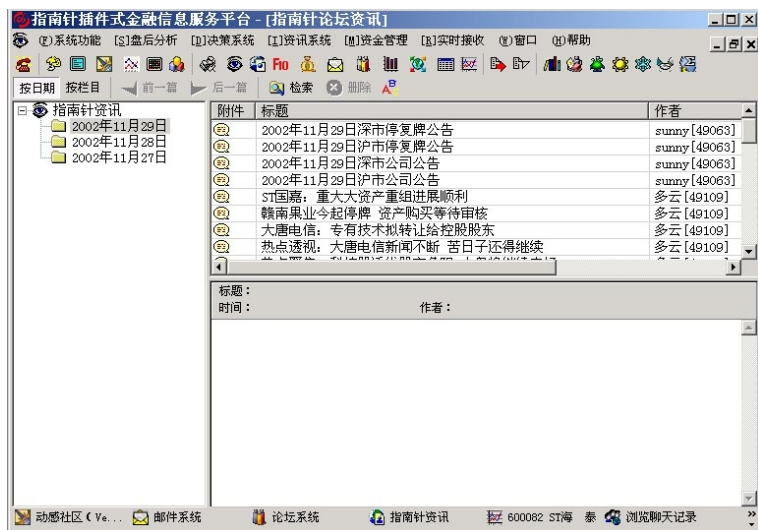 指南针插件式金融信息服务平台 - [指南针论坛资讯]
(F)系统功能 [S]盘后分析 [D]决策系统 [I]资讯系统 [M]资金管理 [R]实时接收 (W)窗口 (H)帮助
F10
按日期 按栏目 前一篇 后一篇 检索 删除 A B
指南针资讯
2002年11月29日
2002年11月28日
2002年11月27日
附件 标题 作者
2002年11月29日深市停复牌公告 sunny[49063]
2002年11月29日沪市停复牌公告 sunny[49063]
2002年11月29日深市公司公告 sunny[49063]
2002年11月29日沪市公司公告 sunny[49063]
ST国嘉：重大大资产重组进展顺利 多云[49109]
赣南果业今起停牌 资产购买等待审核 多云[49109]
大唐电信：专有技术拟转让给控股股东 多云[49109]
热点透视：大唐电信新闻不断 苦日子还得继续 多云[49109]
标题：
时间： 作者：
动感社区(Ve... 邮件系统 论坛系统 指南针资讯 600082 ST海 泰 浏览聊天记录